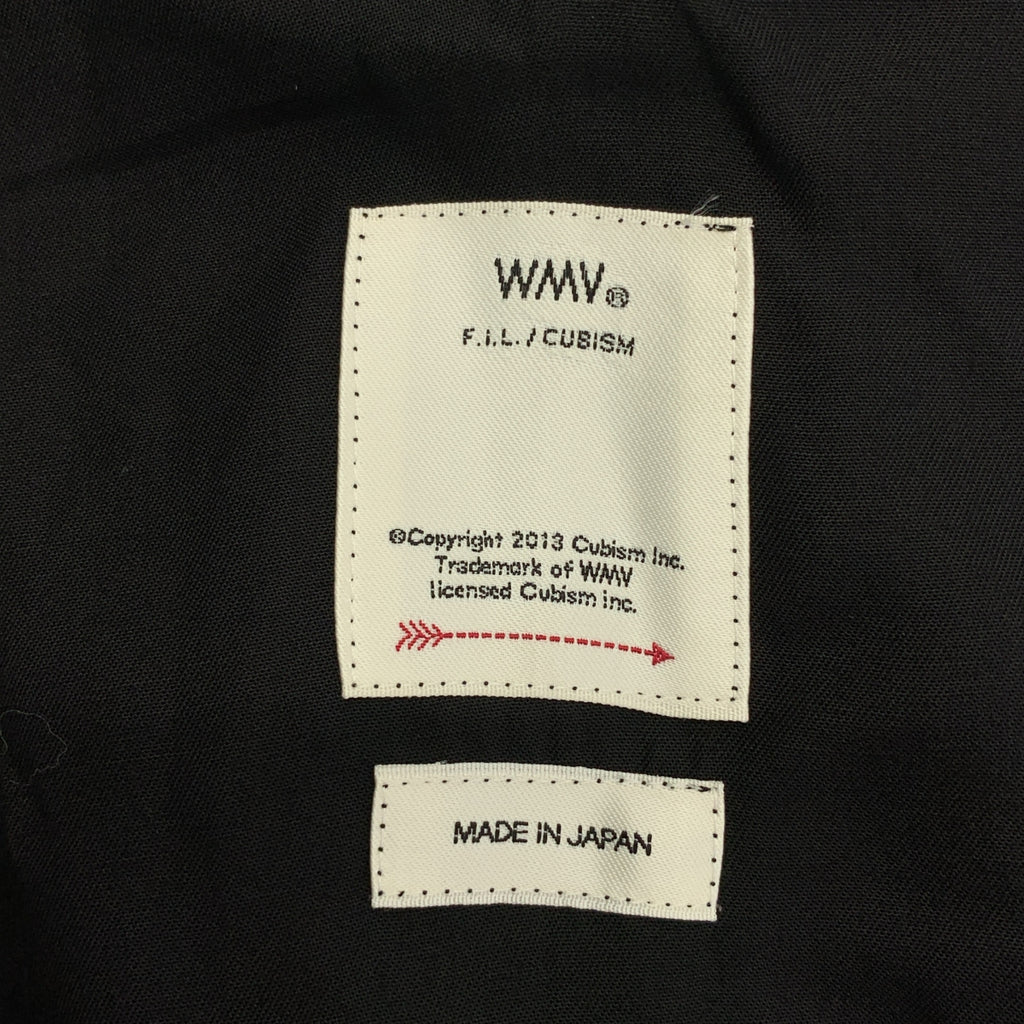 WMV®
F.I.L. / CUBISM
©Copyright 2013 Cubism Inc.
Trademark of WMV
licensed Cubism Inc.
MADE IN JAPAN